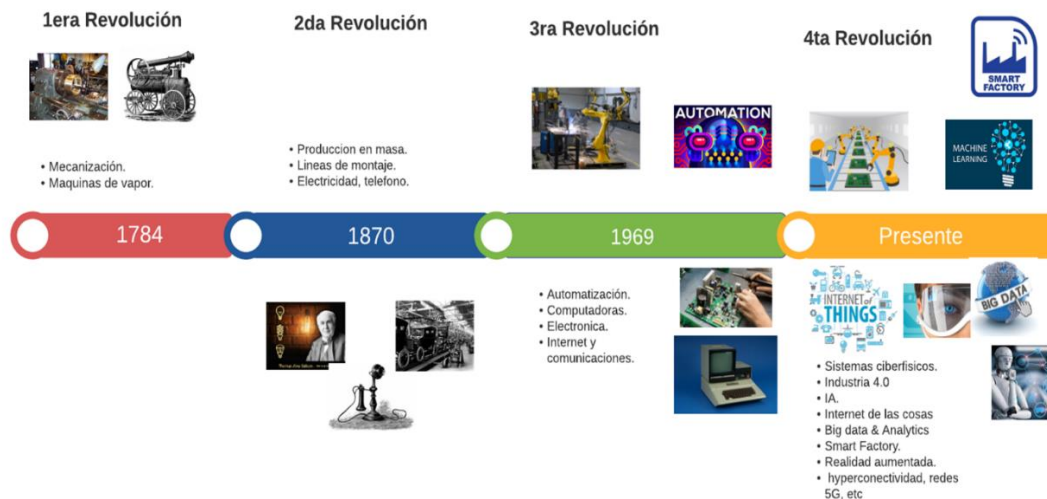 1era Revolución
2da Revolución
3ra Revolución
4ta Revolución
SMART
FACTORY
AUTOMATION
MACHINE
LEARNING
• Mecanización.
• Maquinas de vapor.
• Produccion en masa.
• Lineas de montaje.
• Electricidad, telefono.
1784
1870
1969
Presente
• Automatización.
• Computadoras.
• Electronica.
• Internet y
comunicaciones.
INTERNET of
THINGS
BIG DATA
• Sistemas ciberfisicos.
• Industria 4.0
• IA.
• Internet de las cosas
• Big data & Analytics
• Smart Factory.
• Realidad aumentada.
• hyperconectividad, redes
5G, etc